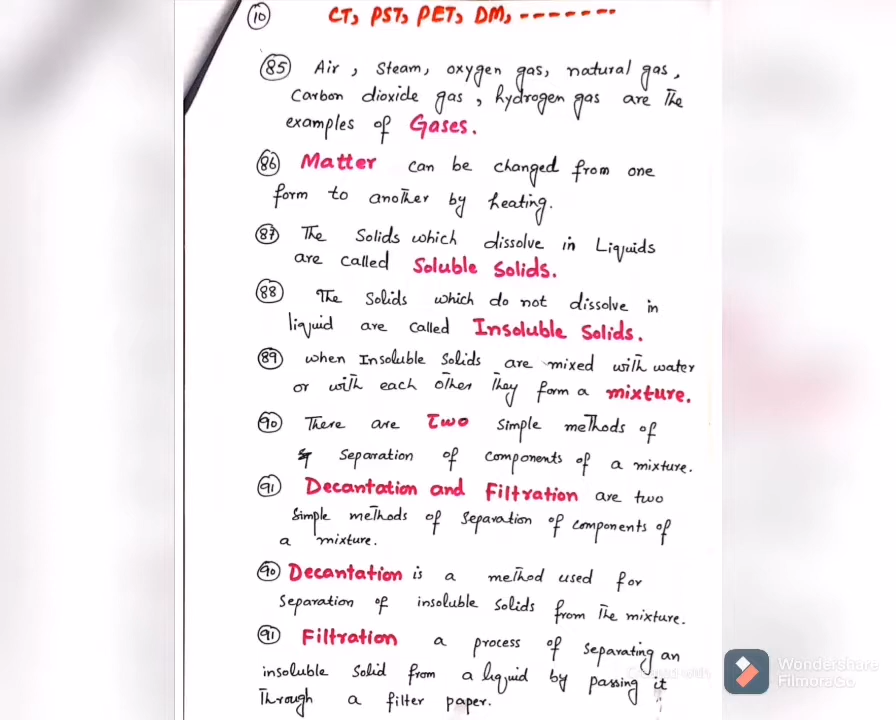 10 CT, PST, PET, DM, -------
85 Air, Steam, oxygen gas, natural gas,
Carbon dioxide gas, hydrogen gas are The
examples of Gases.
86 Matter can be changed from one
form to another by heating.
87 The Solids which dissolve in Liquids
are called Soluble Solids.
88 The Solids which do not dissolve in
liquid are called Insoluble Solids.
89 when Insoluble Solids are mixed with water
or with each other They form a mixture.
90 There are Two simple methods of
separation of components of a mixture.
91 Decantation and Filtration are two
simple methods of separation of components of
a mixture.
90 Decantation is a method used for
separation of insoluble solids from The mixture.
91 Filtration a process of separating an
insoluble solid from a liquid by passing it
Through a filter paper.
Wondershare
FilmoraGo